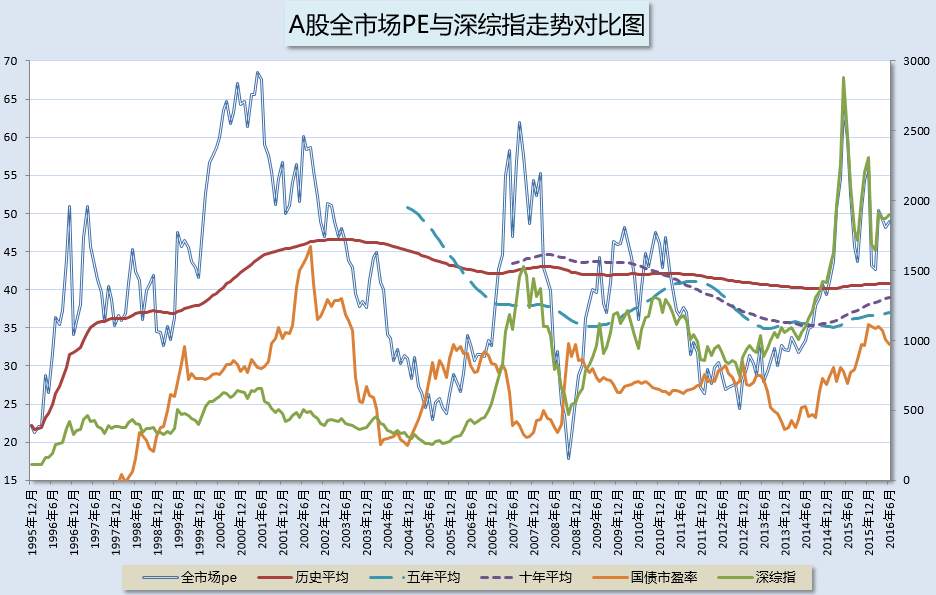 A股全市场PE与深综指走势对比图
70
65
60
55
50
45
40
35
30
25
20
15
3000
2500
2000
1500
1000
500
0
1995年12月
1996年6月
1996年12月
1997年6月
1997年12月
1998年6月
1998年12月
1999年6月
1999年12月
2000年6月
2000年12月
2001年6月
2001年12月
2002年6月
2002年12月
2003年6月
2003年12月
2004年6月
2004年12月
2005年6月
2005年12月
2006年6月
2006年12月
2007年6月
2007年12月
2008年6月
2008年12月
2009年6月
2009年12月
2010年6月
2010年12月
2011年6月
2011年12月
2012年6月
2012年12月
2013年6月
2013年12月
2014年6月
2014年12月
2015年6月
2015年12月
2016年6月
全市场pe 历史平均 五年平均 十年平均 国债市盈率 深综指